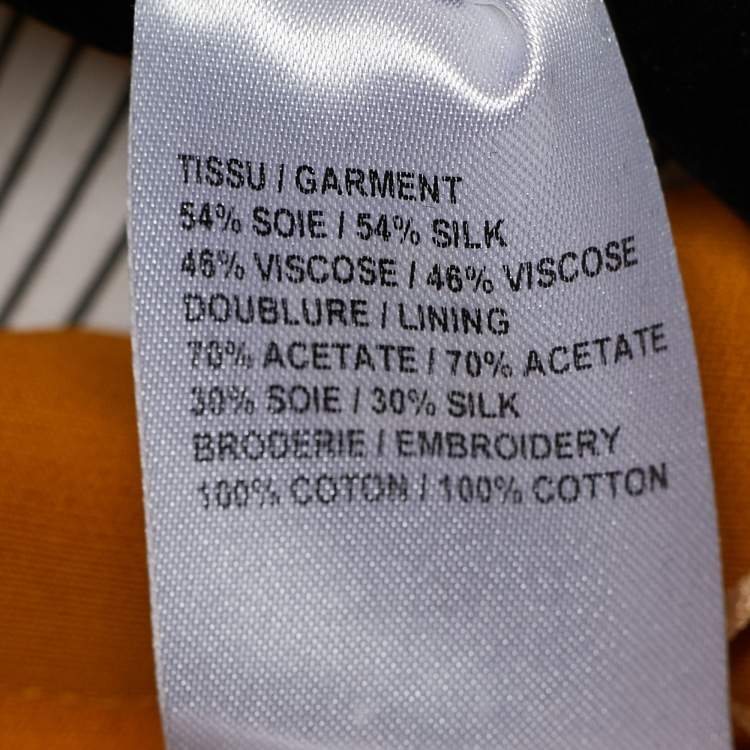 TISSU / GARMENT
54% SOIE / 54% SILK
46% VISCOSE / 46% VISCOSE
DOUBLURE / LINING
70% ACETATE / 70% ACETATE
30% SOIE / 30% SILK
BRODERIE / EMBROIDERY
100% COTON / 100% COTTON